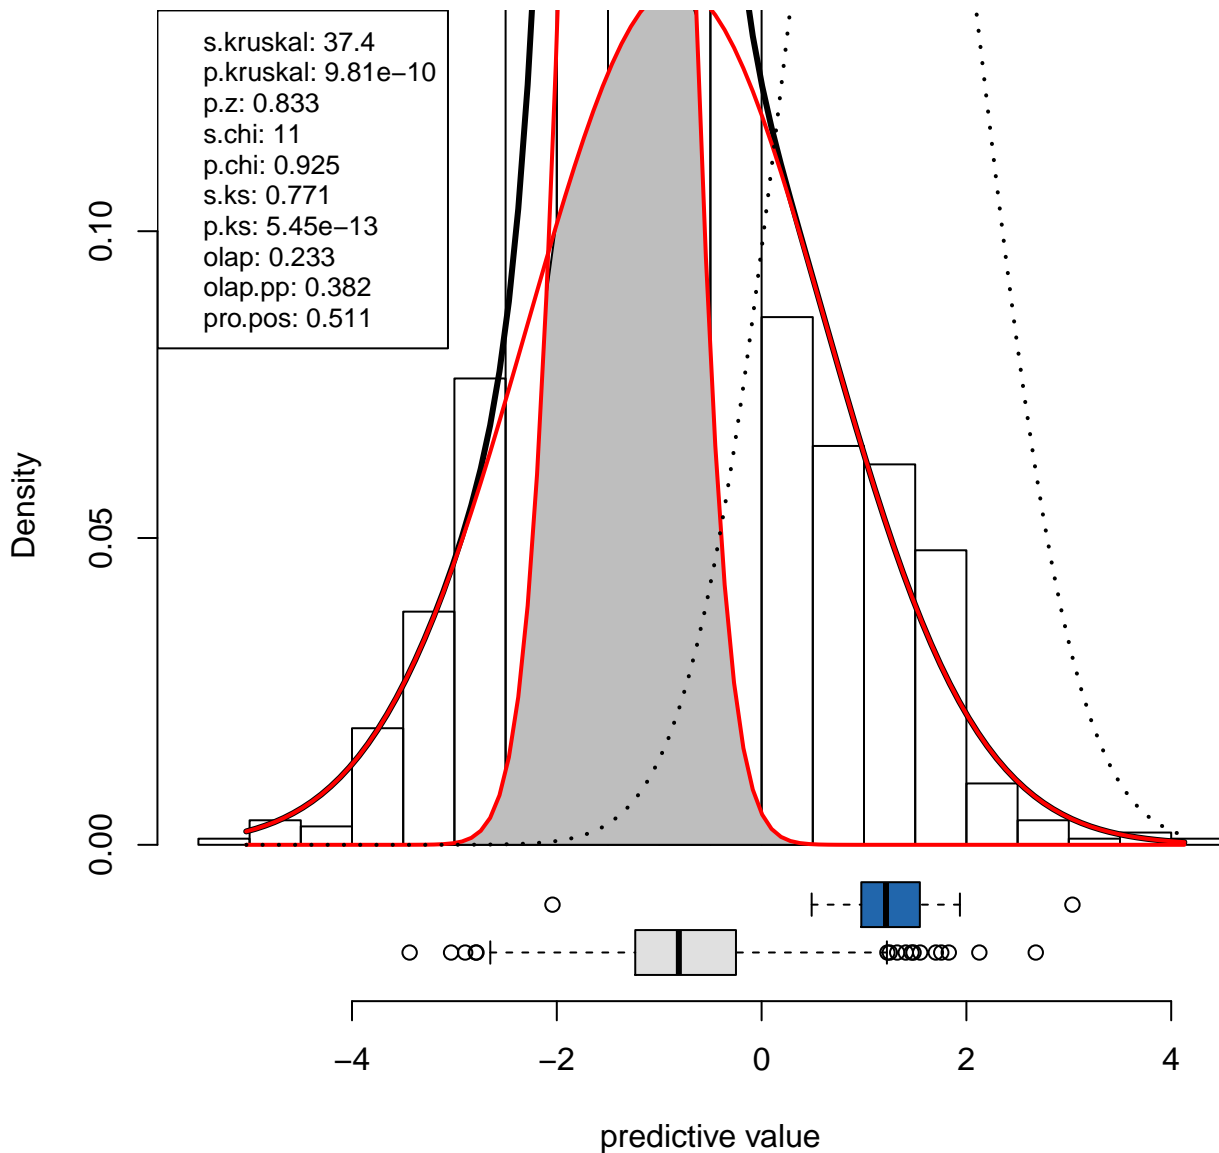 s.kruskal: 37.4
p.kruskal: 9.81e−10
p.z: 0.833
s.chi: 11
p.chi: 0.925
s.ks: 0.771
p.ks: 5.45e−13
olap: 0.233
olap.pp: 0.382
pro.pos: 0.511
Density
0.10
0.05
0.00
−4 −2 0 2 4
predictive value